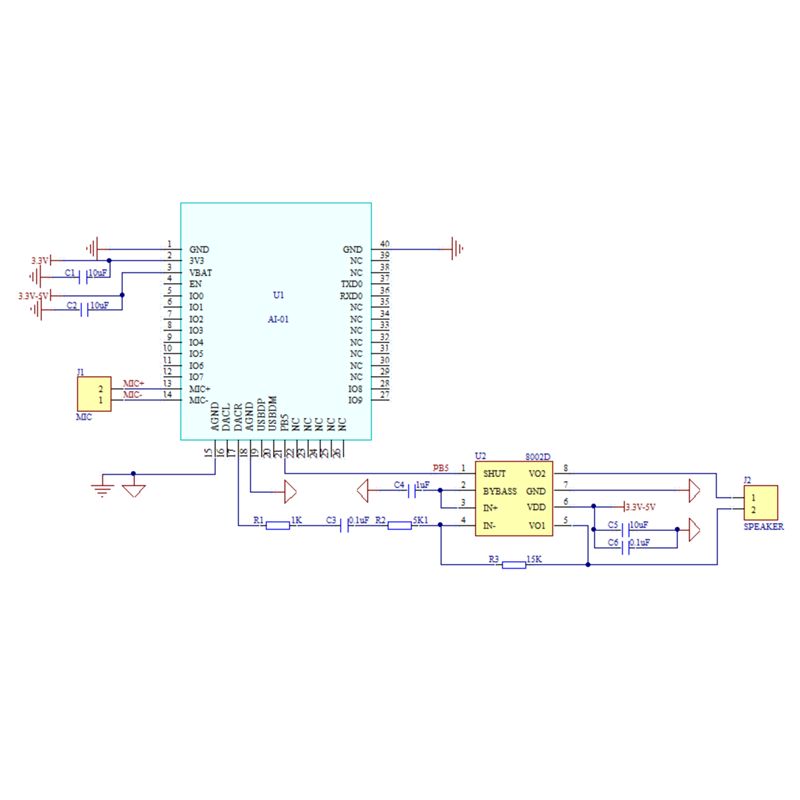 1 GND
3.3V 2 3V3
C1 10uF 3 VBAT
4 EN
3.3V-5V 5 IO0
C2 10uF 6 IO1
7 IO2
8 IO3
9 IO4
10 IO5
11 IO6
12 IO7
J1 MIC+ 13 MIC+
2
1 MIC- 14 MIC-
MIC
U1
AI-01
GND 40
NC 39
NC 38
TXD0 37
RXD0 36
NC 35
NC 34
NC 33
NC 32
NC 31
NC 30
NC 29
IO8 28
IO9 27
AGND DACL DACR AGND USBDP USBDM PB5 NC NC NC NC NC
15 16 17 18 19 20 21 22 23 24 25 26
U2 8002D
PB5 1 SHUT VO2 8
C4 1uF 2 BYBASS GND 7
3 IN+ VDD 6 3.3V-5V
4 IN- VO1 5
R1 1K C3 0.1uF R2 5K1
C5 10uF
C6 0.1uF
R3 15K
J2
1
2
SPEAKER